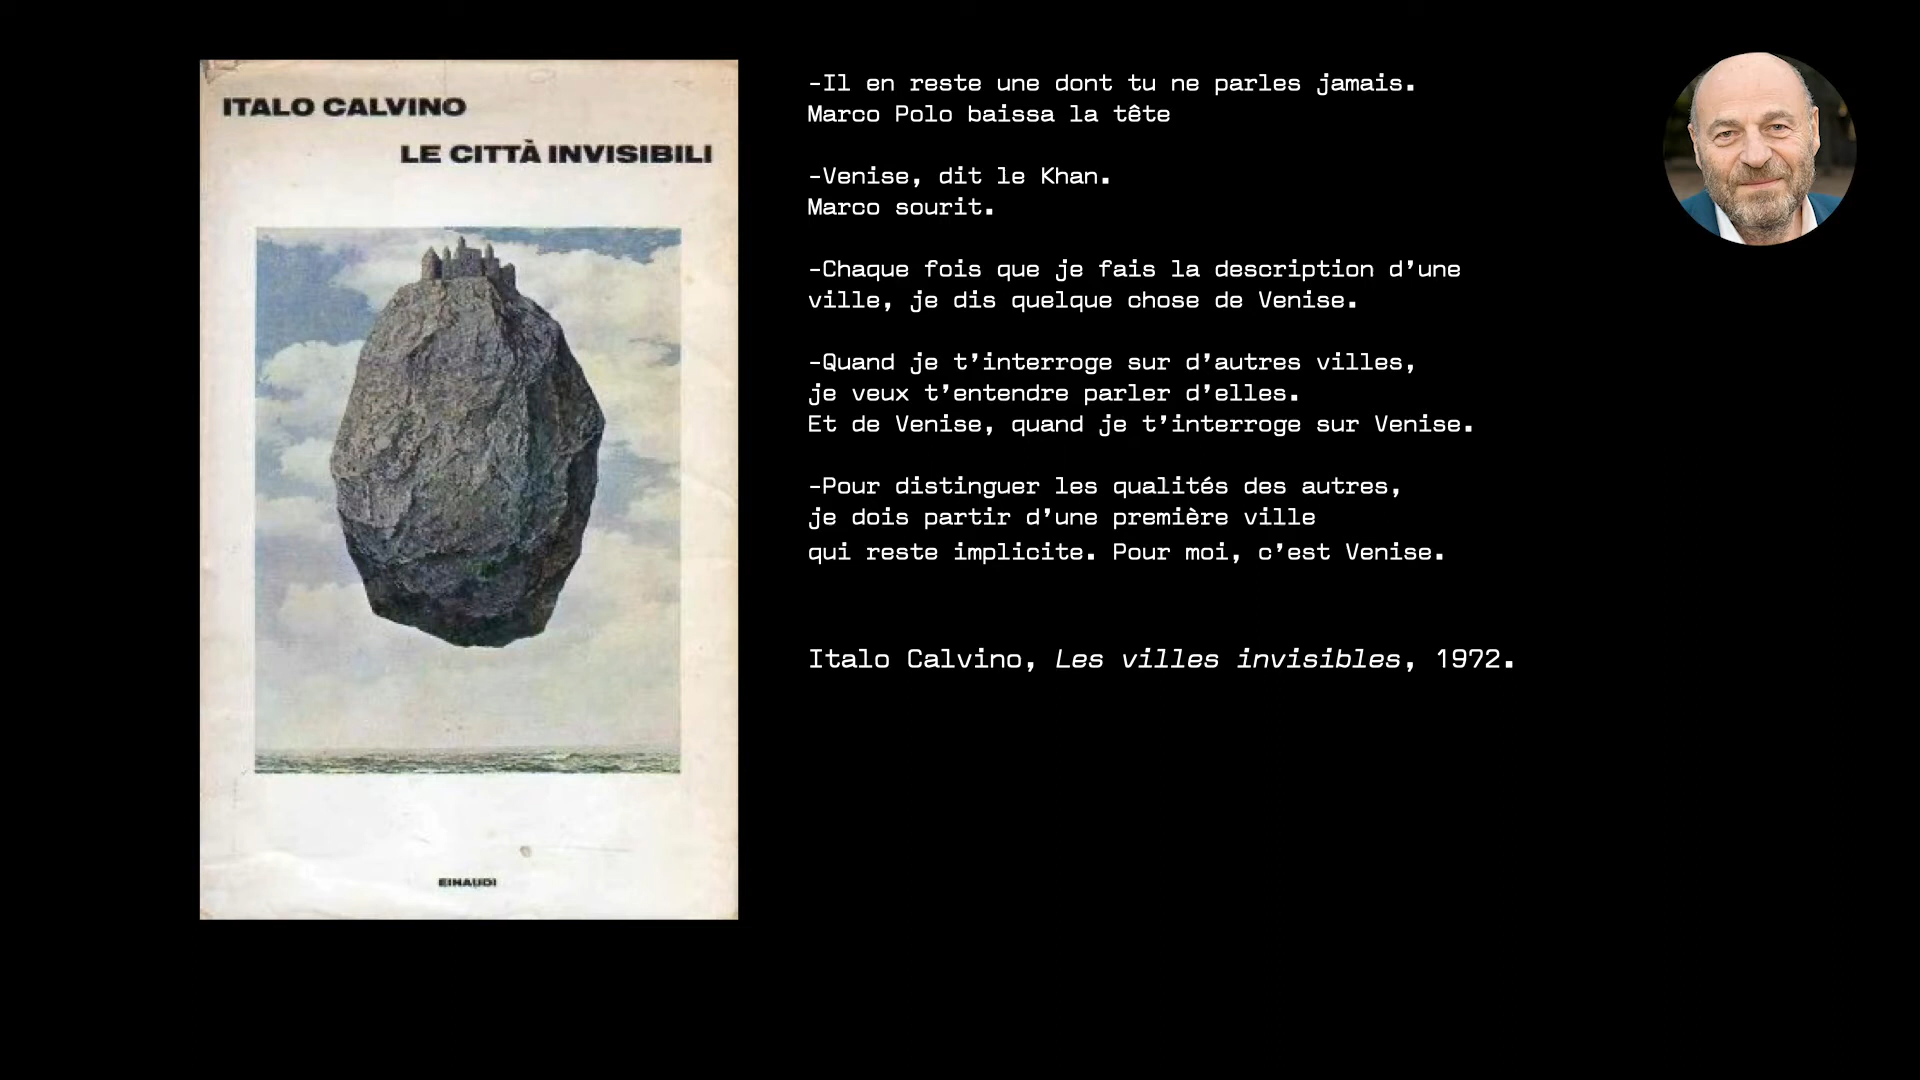 ITALO CALVINO
LE CITTÀ INVISIBILI
EINAUDI
-Il en reste une dont tu ne parles jamais.
Marco Polo baissa la tête
-Venise, dit le Khan.
Marco sourit.
-Chaque fois que je fais la description d’une
ville, je dis quelque chose de Venise.
-Quand je t’interroge sur d’autres villes,
je veux t’entendre parler d’elles.
Et de Venise, quand je t’interroge sur Venise.
-Pour distinguer les qualités des autres,
je dois partir d’une première ville
qui reste implicite. Pour moi, c’est Venise.
Italo Calvino, Les villes invisibles, 1972.